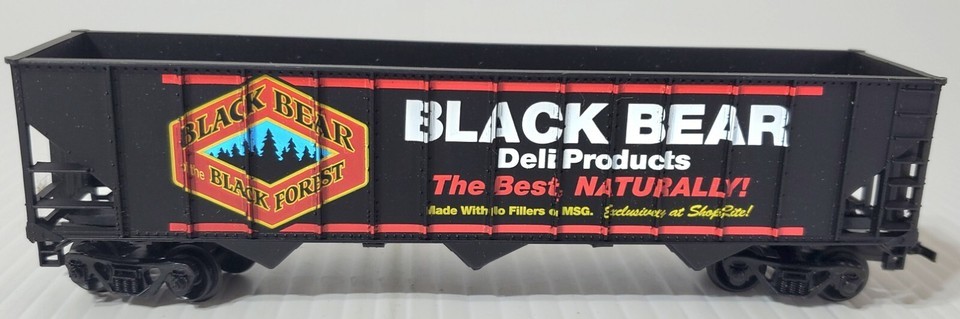 BLACK BEAR
of the
BLACK FOREST
BLACK BEAR
Deli Products
The Best, NATURALLY!
Made With No Fillers or MSG. Exclusively at ShopRite!